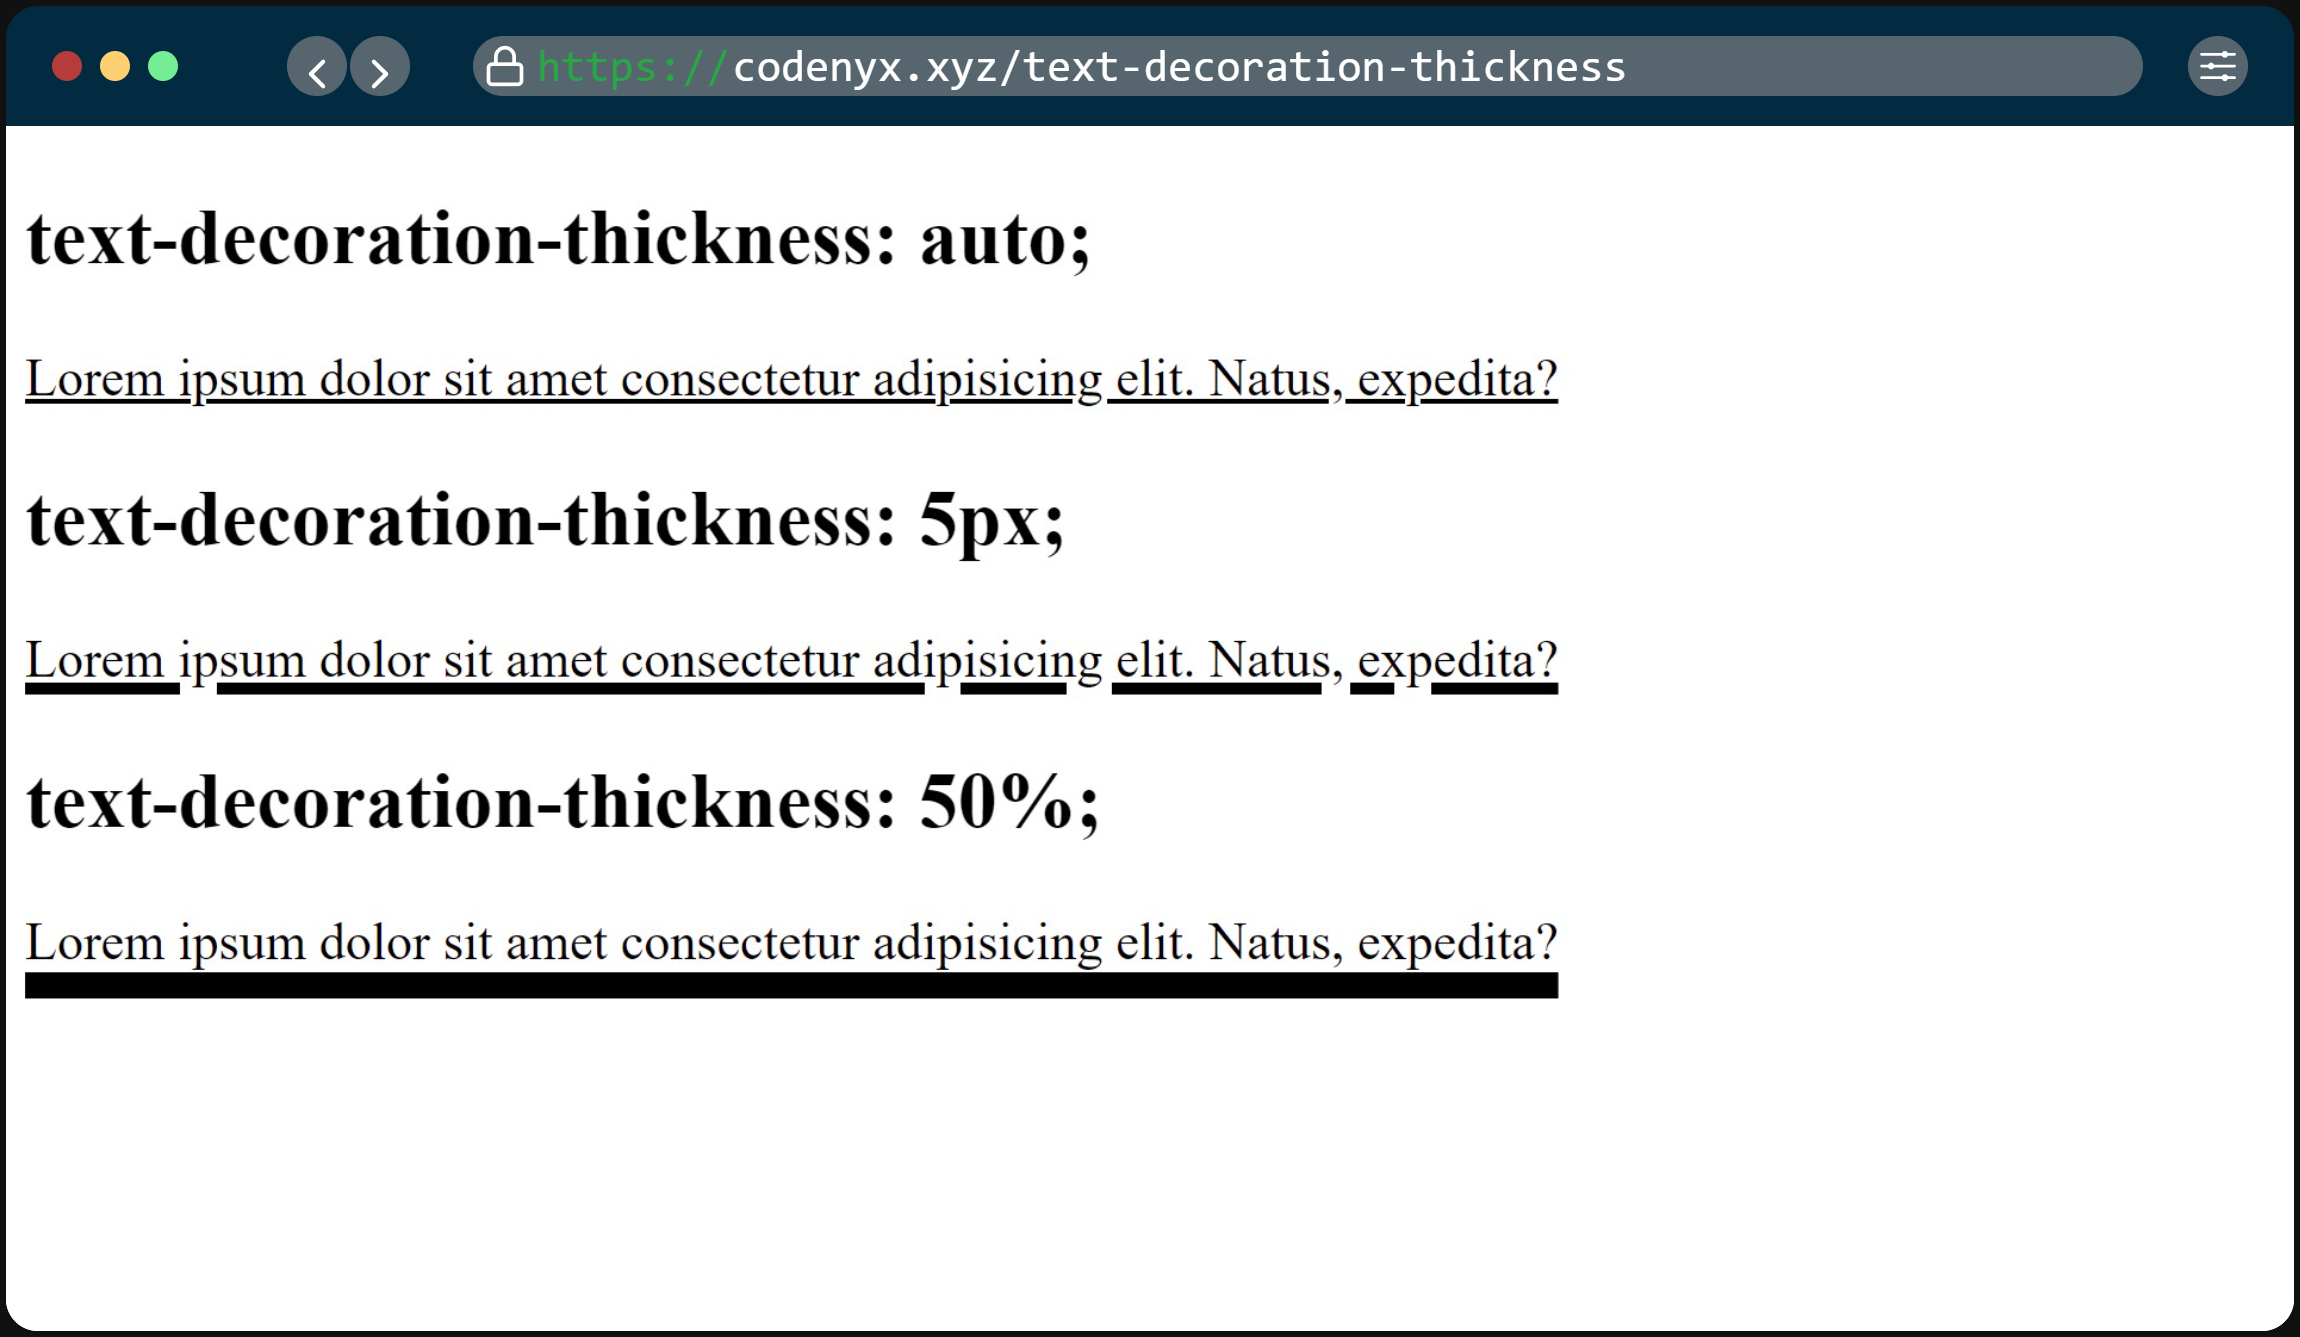 https://codenyx.xyz/text-decoration-thickness
text-decoration-thickness: auto;
Lorem ipsum dolor sit amet consectetur adipisicing elit. Natus, expedita?
text-decoration-thickness: 5px;
Lorem ipsum dolor sit amet consectetur adipisicing elit. Natus, expedita?
text-decoration-thickness: 50%;
Lorem ipsum dolor sit amet consectetur adipisicing elit. Natus, expedita?